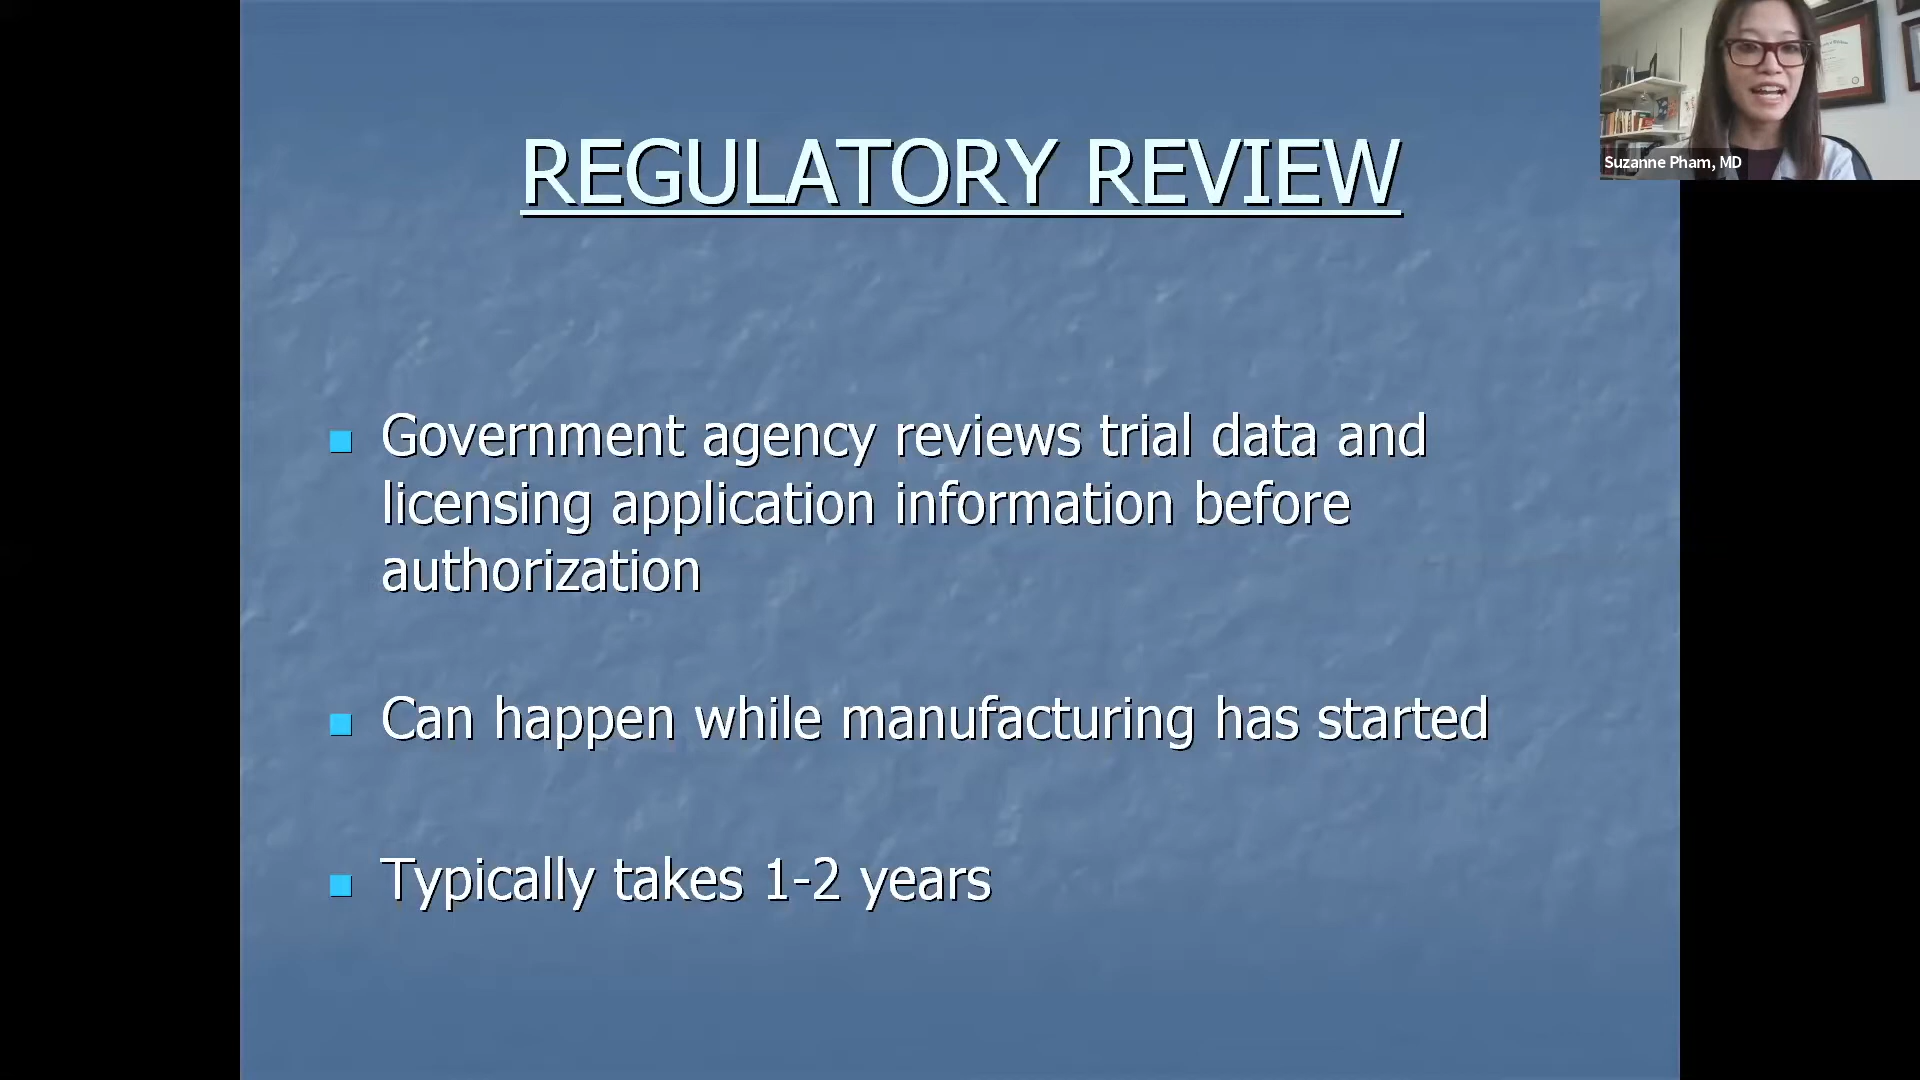 REGULATORY REVIEW
Suzanne Pham, MD
Government agency reviews trial data and
licensing application information before
authorization
Can happen while manufacturing has started
Typically takes 1-2 years